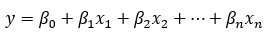 y = β₀ + β₁x₁ + β₂x₂ + ⋯ + βₙxₙ